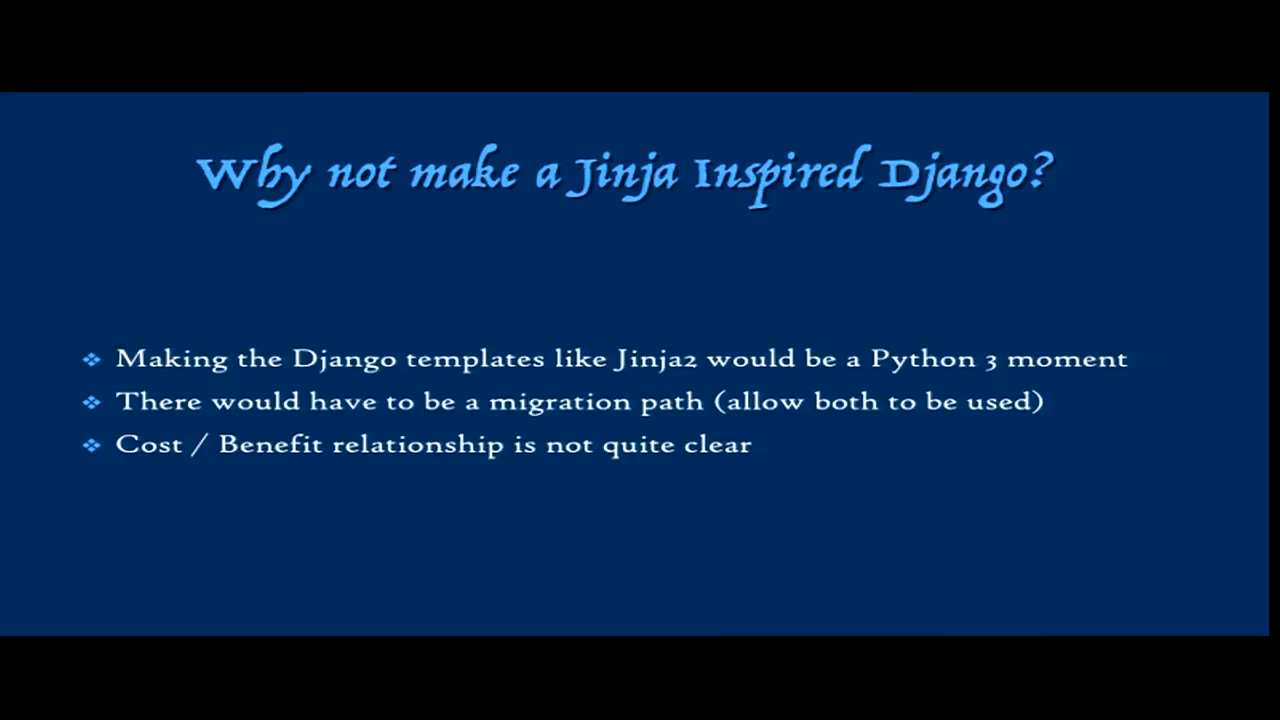 Why not make a Jinja Inspired Django?
Making the Django templates like Jinja2 would be a Python 3 moment
There would have to be a migration path (allow both to be used)
Cost / Benefit relationship is not quite clear